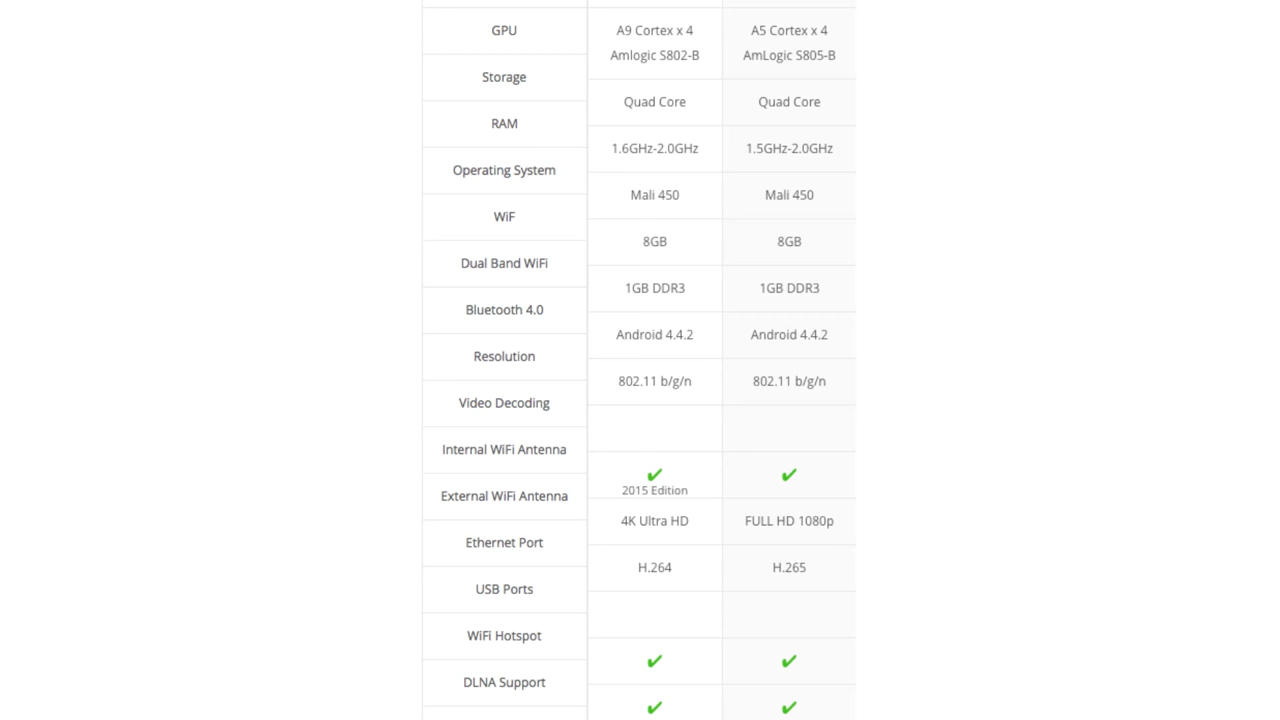 GPU
A9 Cortex x 4
A5 Cortex x 4
Amlogic S802-B
AmLogic S805-B
Storage
Quad Core
Quad Core
RAM
1.6GHz-2.0GHz
1.5GHz-2.0GHz
Operating System
Mali 450
Mali 450
WiF
8GB
8GB
Dual Band WiFi
1GB DDR3
1GB DDR3
Bluetooth 4.0
Android 4.4.2
Android 4.4.2
Resolution
802.11 b/g/n
802.11 b/g/n
Video Decoding
Internal WiFi Antenna
✔
✔
2015 Edition
External WiFi Antenna
4K Ultra HD
FULL HD 1080p
Ethernet Port
H.264
H.265
USB Ports
WiFi Hotspot
✔
✔
DLNA Support
✔
✔